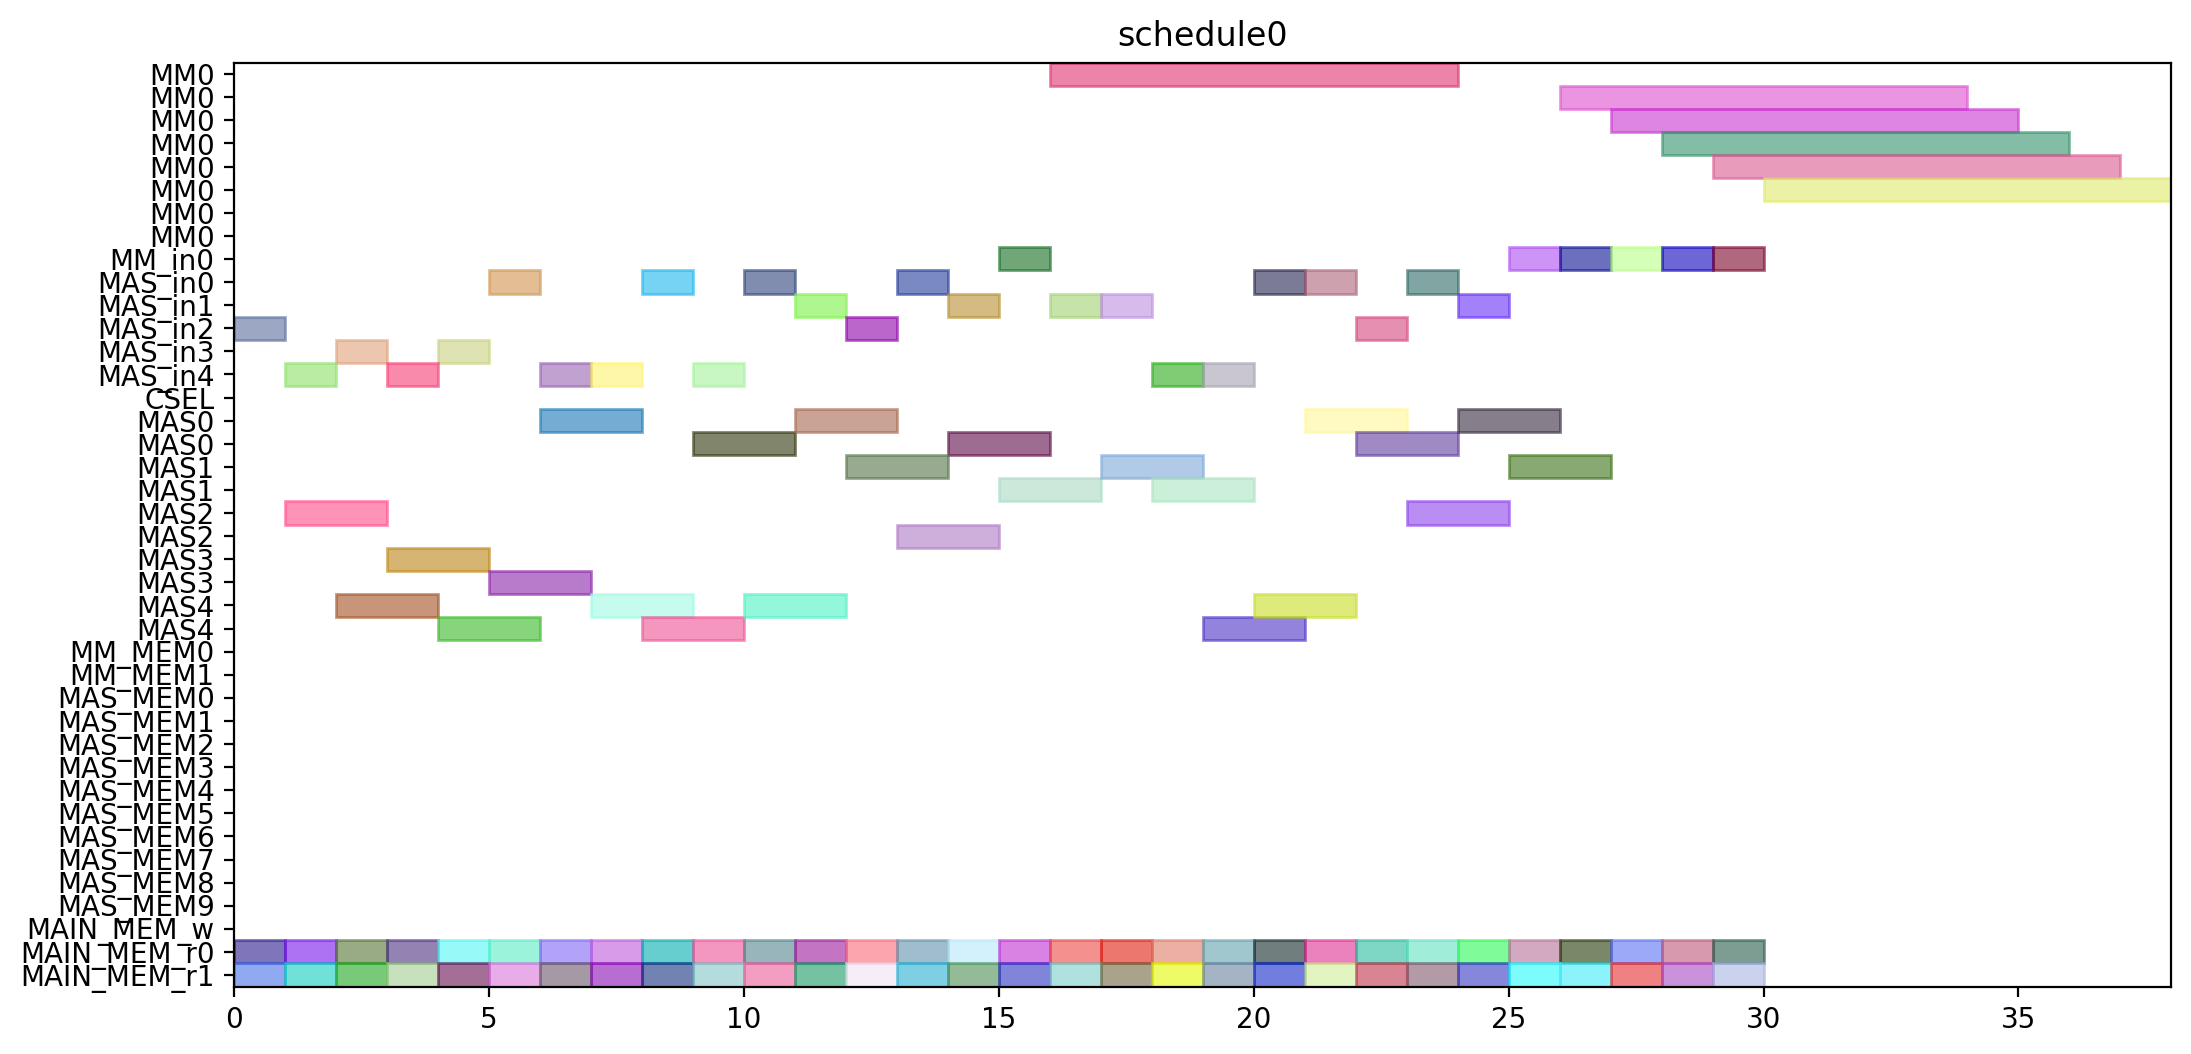 schedule0
MM0
MM0
MM0
MM0
MM0
MM0
MM0
MM0
MM_in0
MAS_in0
MAS_in1
MAS_in2
MAS_in3
MAS_in4
CSEL
MAS0
MAS0
MAS1
MAS1
MAS2
MAS2
MAS3
MAS3
MAS4
MAS4
MM_MEM0
MM_MEM1
MAS_MEM0
MAS_MEM1
MAS_MEM2
MAS_MEM3
MAS_MEM4
MAS_MEM5
MAS_MEM6
MAS_MEM7
MAS_MEM8
MAS_MEM9
MAIN_MEM_w
MAIN_MEM_r0
MAIN_MEM_r1
0 5 10 15 20 25 30 35